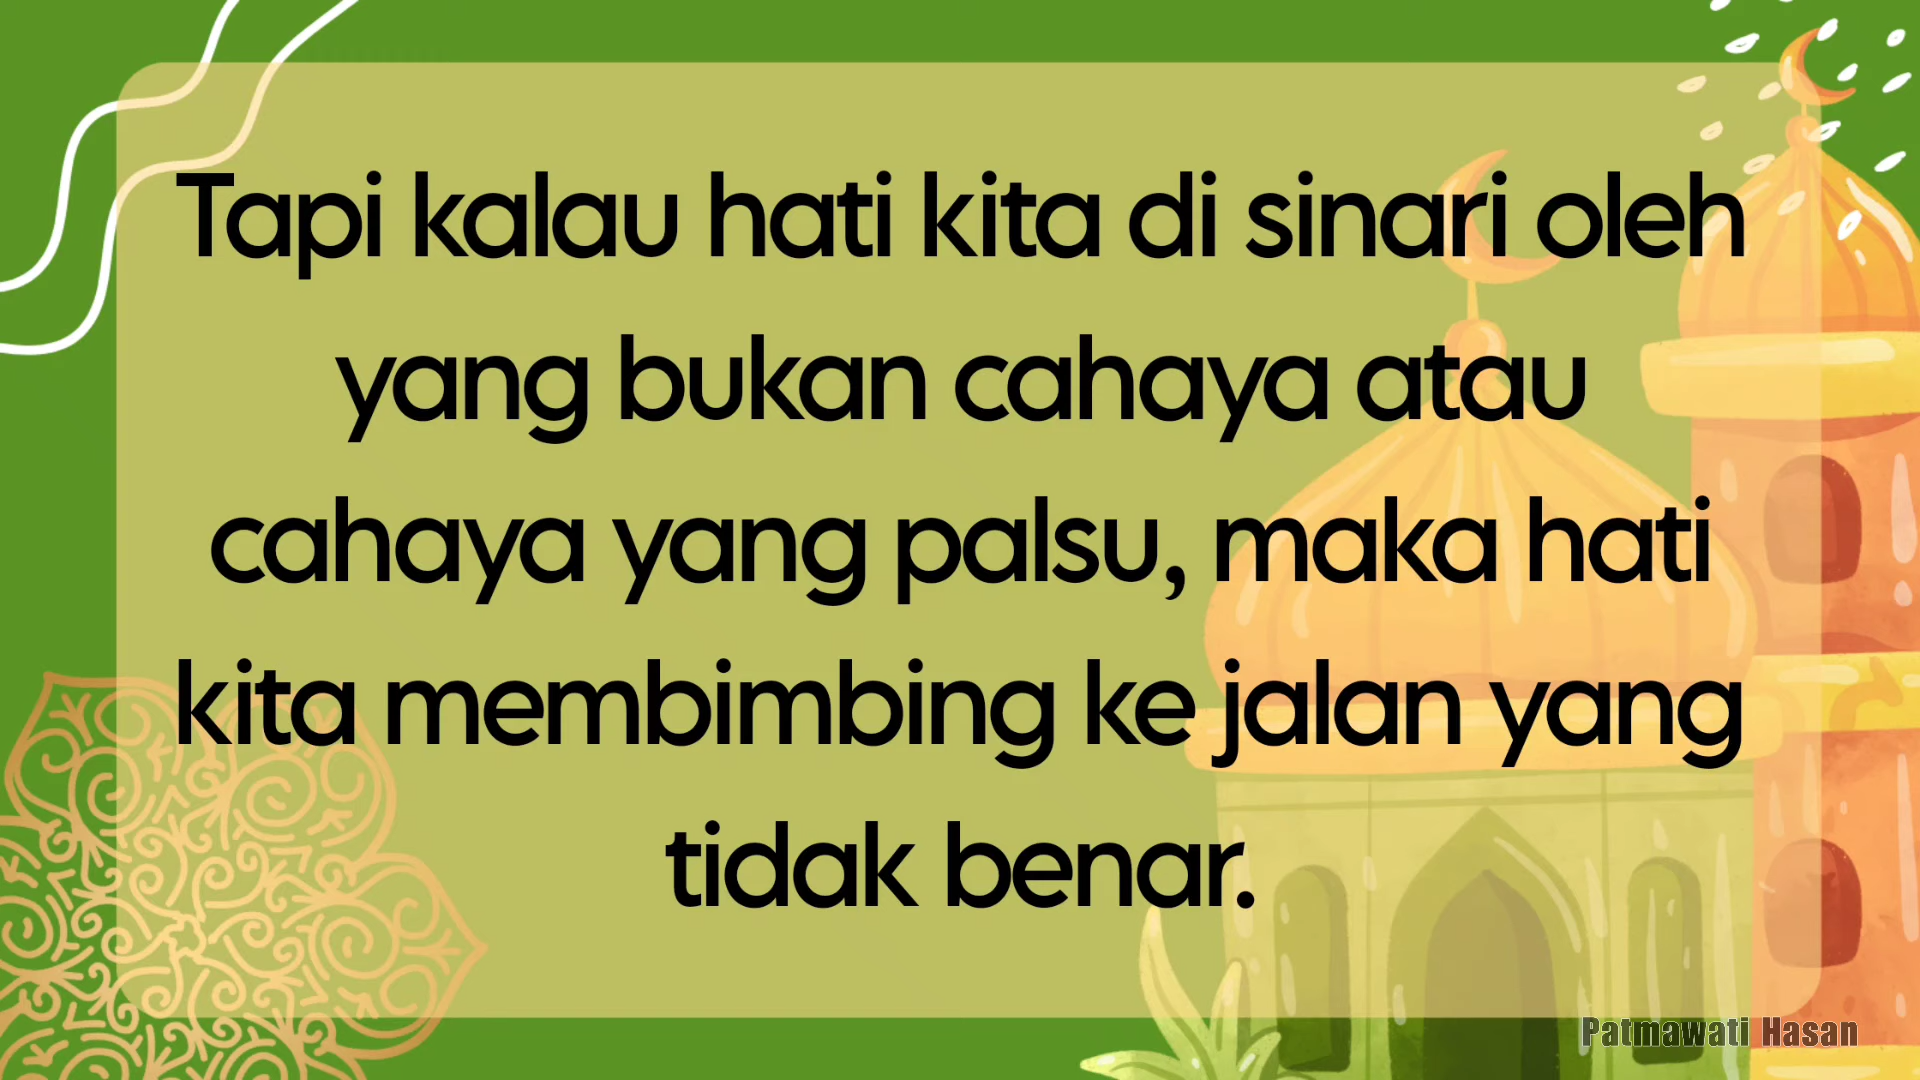 Tapi kalau hati kita di sinari oleh
yang bukan cahaya atau
cahaya yang palsu, maka hati
kita membimbing ke jalan yang
tidak benar.
Patmawati Hasan